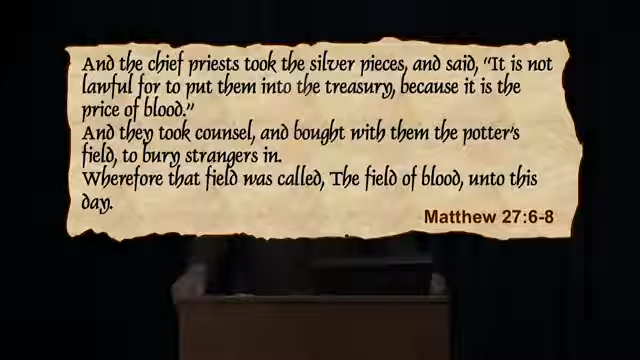 And the chief priests took the silver pieces, and said, "It is not
lawful for to put them into the treasury, because it is the
price of blood."
And they took counsel, and bought with them the potter's
field, to bury strangers in.
Wherefore that field was called, The field of blood, unto this
day.
Matthew 27:6-8